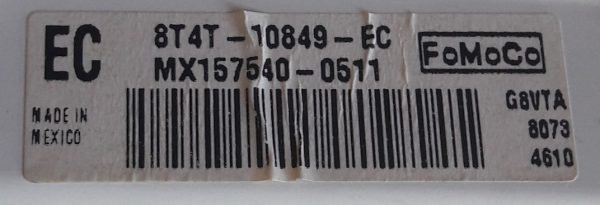 EC
8T4T-10849-EC
MX157540-0511
FoMoCo
MADE IN
MEXICO
G8VTA
8073
4610